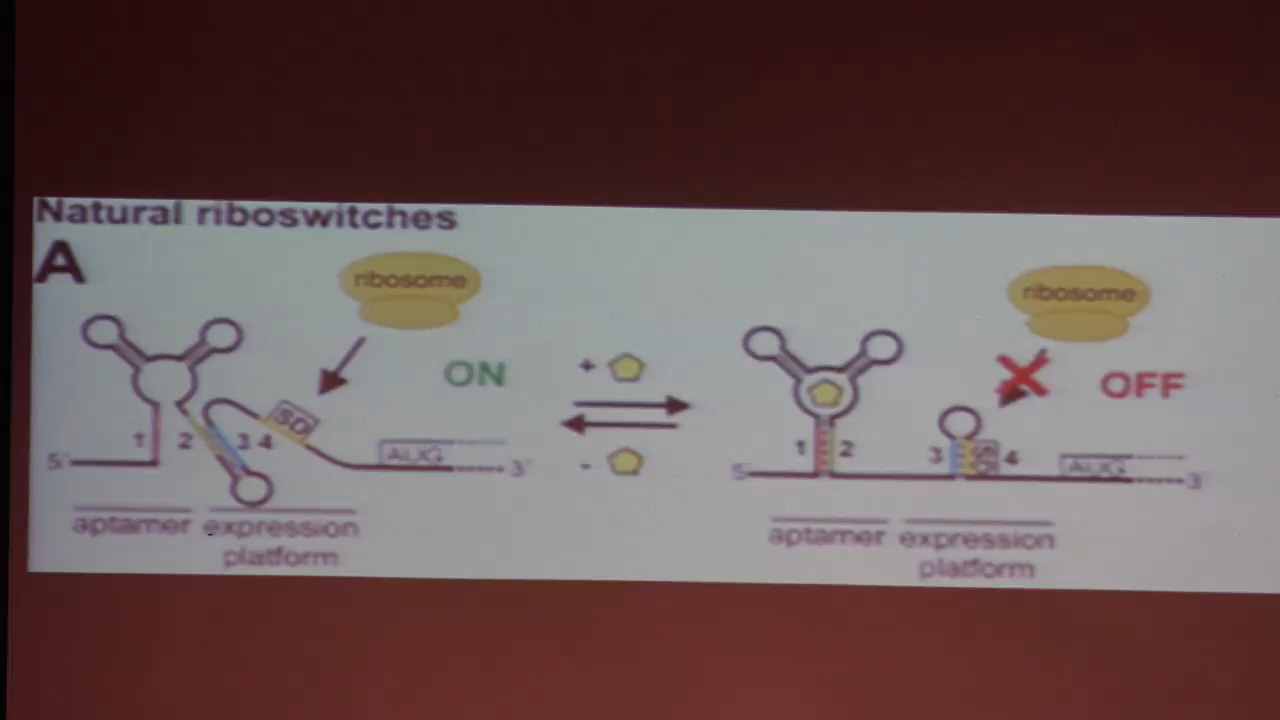 Natural riboswitches
A
ribosome
ON
SD
1 2 3 4
5' AUG 3'
aptamer expression
platform
+
-
ribosome
OFF
1 2 3 SD 4
5' AUG 3'
aptamer expression
platform